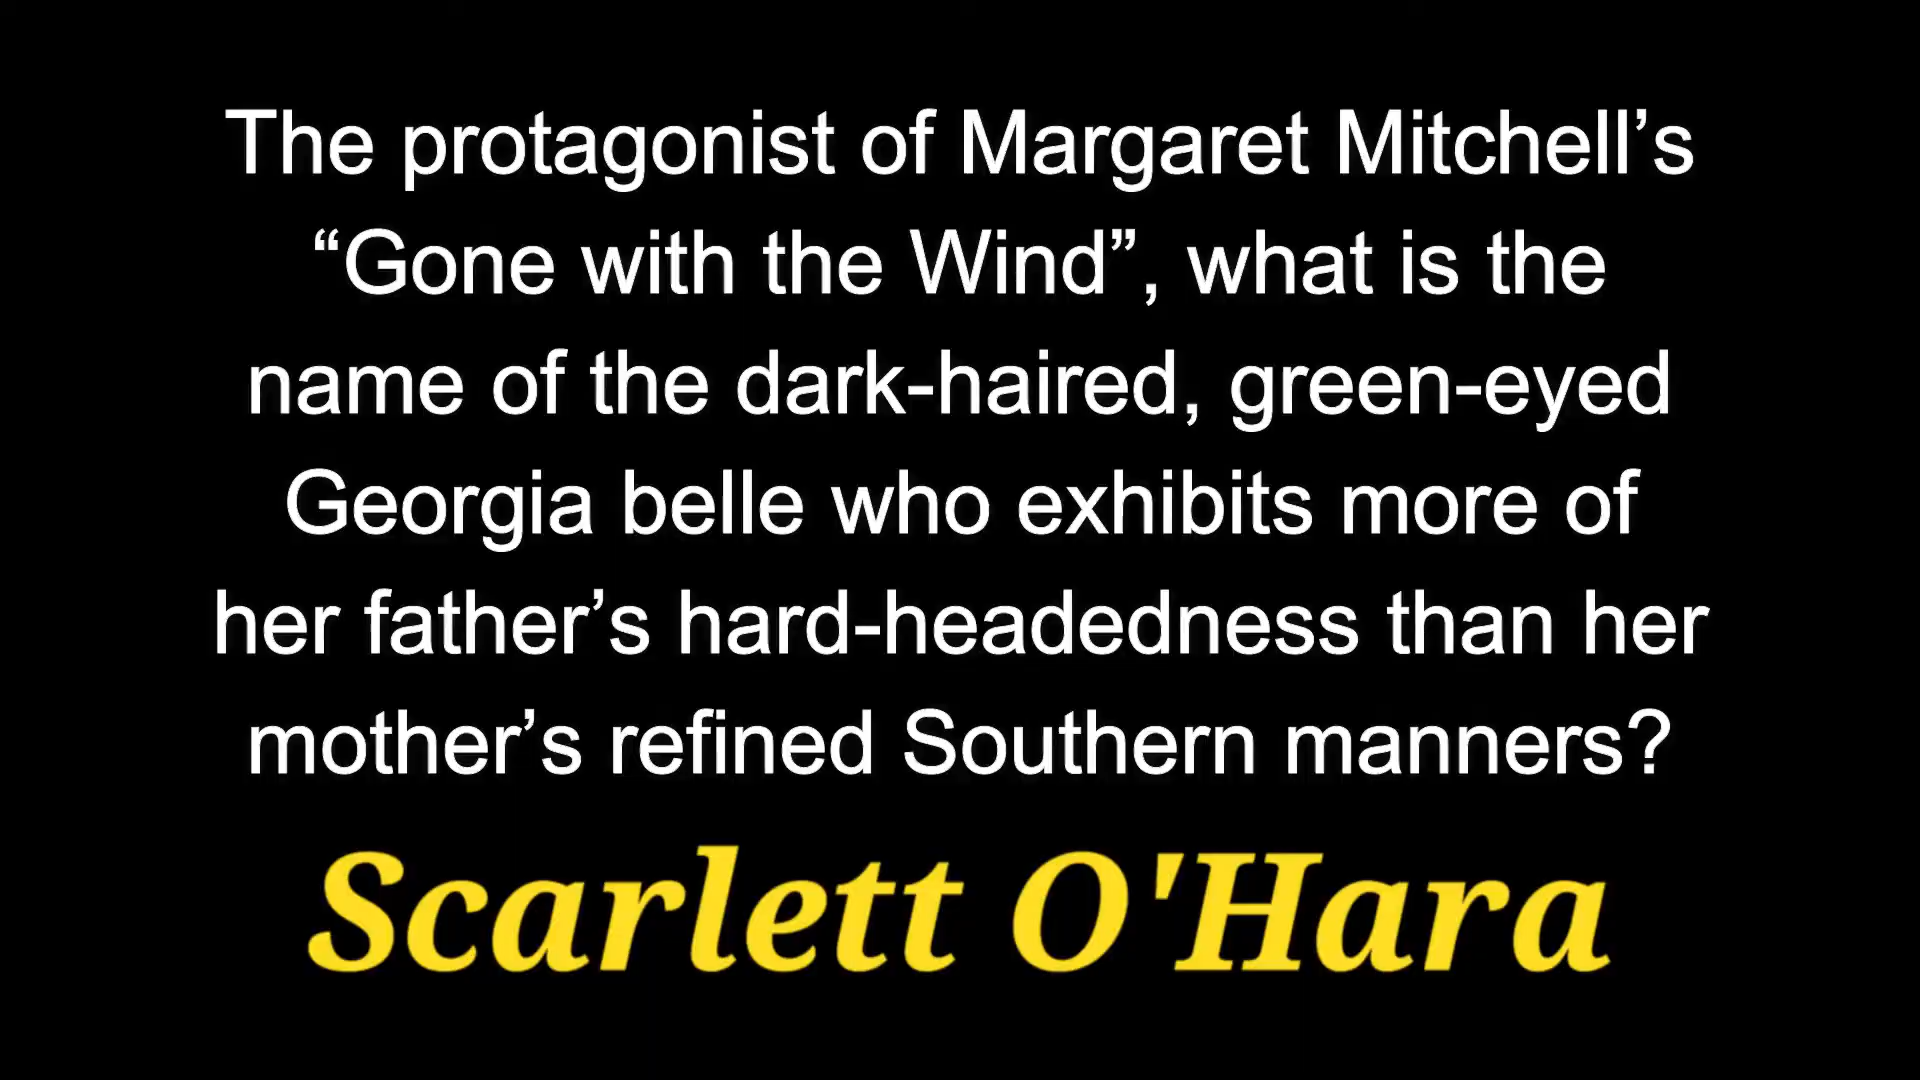 The protagonist of Margaret Mitchell’s
“Gone with the Wind”, what is the
name of the dark-haired, green-eyed
Georgia belle who exhibits more of
her father’s hard-headedness than her
mother’s refined Southern manners?
Scarlett O'Hara